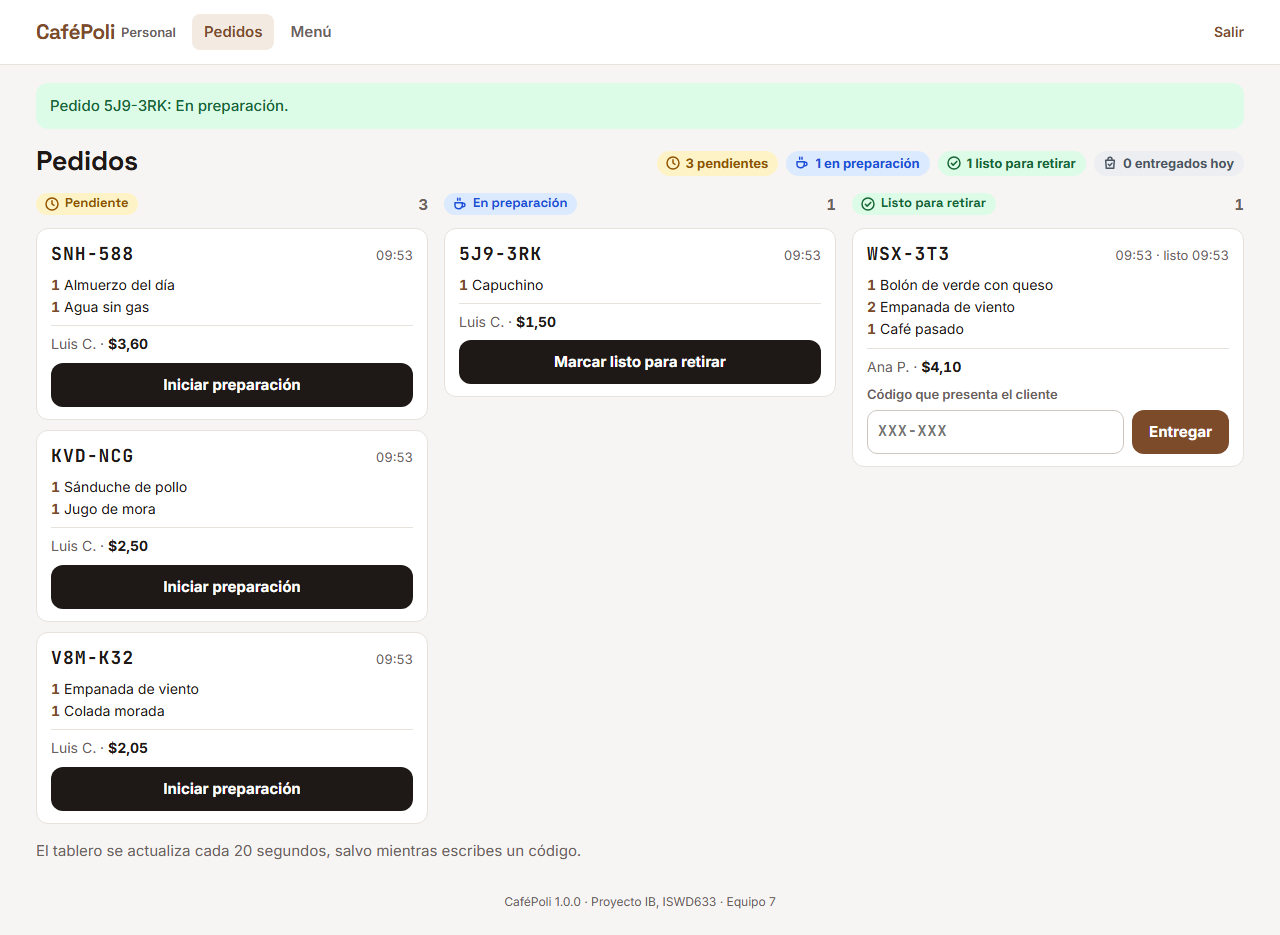 CaféPoli Personal Pedidos Menú Salir
Pedido 5J9-3RK: En preparación.
Pedidos
3 pendientes 1 en preparación 1 listo para retirar 0 entregados hoy
Pendiente 3
SNH-588 09:53
1 Almuerzo del día
1 Agua sin gas
Luis C. · $3,60
Iniciar preparación
KVD-NCG 09:53
1 Sánduche de pollo
1 Jugo de mora
Luis C. · $2,50
Iniciar preparación
V8M-K32 09:53
1 Empanada de viento
1 Colada morada
Luis C. · $2,05
Iniciar preparación
En preparación 1
5J9-3RK 09:53
1 Capuchino
Luis C. · $1,50
Marcar listo para retirar
Listo para retirar 1
WSX-3T3 09:53 · listo 09:53
1 Bolón de verde con queso
2 Empanada de viento
1 Café pasado
Ana P. · $4,10
Código que presenta el cliente
XXX-XXX Entregar
El tablero se actualiza cada 20 segundos, salvo mientras escribes un código.
CaféPoli 1.0.0 · Proyecto IB, ISWD633 · Equipo 7